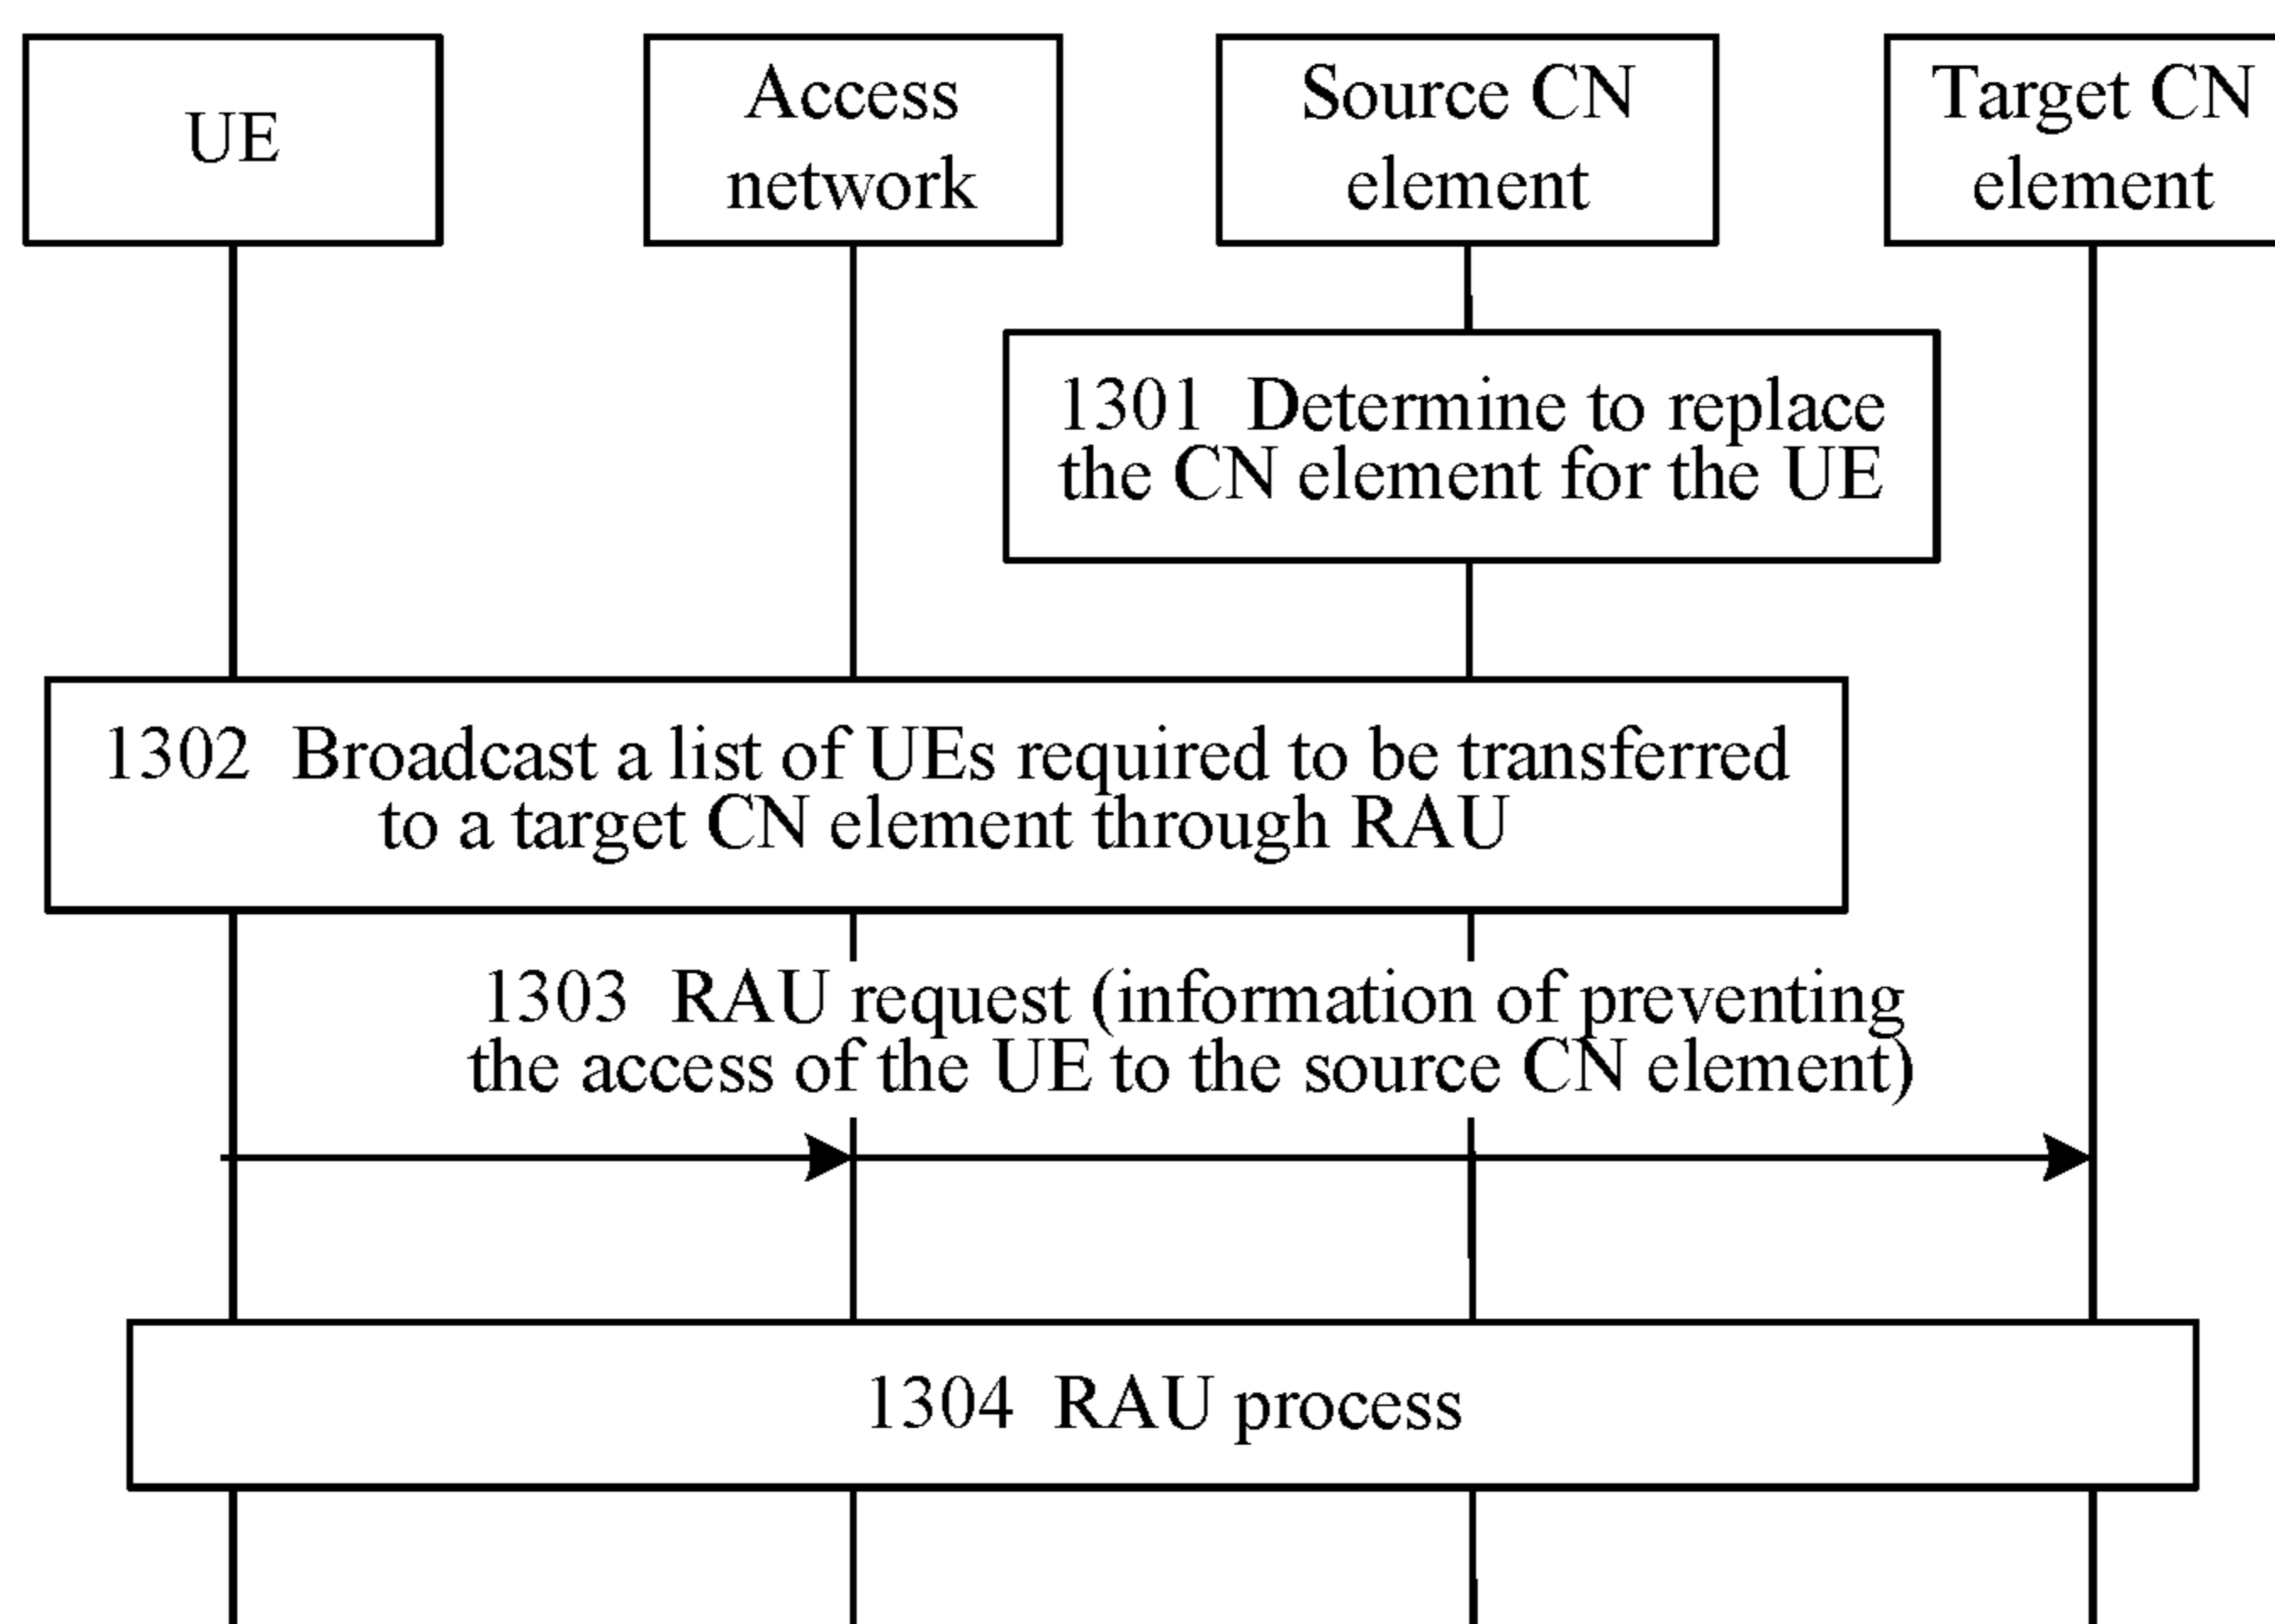 UE
Access
network
Source CN
element
Target CN
element
1301 Determine to replace
the CN element for the UE
1302 Broadcast a list of UEs required to be transferred
to a target CN element through RAU
1303 RAU request (information of preventing
the access of the UE to the source CN element)
1304 RAU process